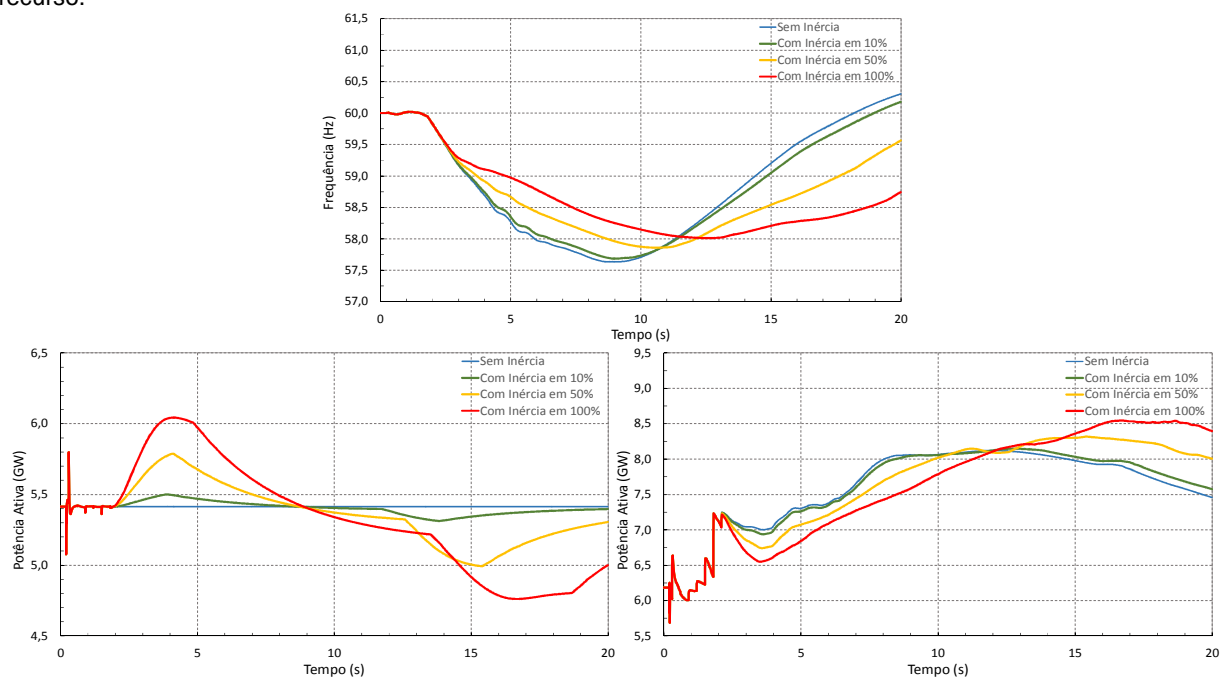 recurso.
61,5
61,0
60,5
60,0
59,5
59,0
58,5
58,0
57,5
57,0
Frequência (Hz)
Sem Inércia
Com Inércia em 10%
Com Inércia em 50%
Com Inércia em 100%
0 5 10 15 20
Tempo (s)
6,5
6,0
5,5
5,0
4,5
Potência Ativa (GW)
Sem Inércia
Com Inércia em 10%
Com Inércia em 50%
Com Inércia em 100%
0 5 10 15 20
Tempo (s)
9,5
9,0
8,5
8,0
7,5
7,0
6,5
6,0
5,5
Potência Ativa (GW)
Sem Inércia
Com Inércia em 10%
Com Inércia em 50%
Com Inércia em 100%
0 5 10 15 20
Tempo (s)